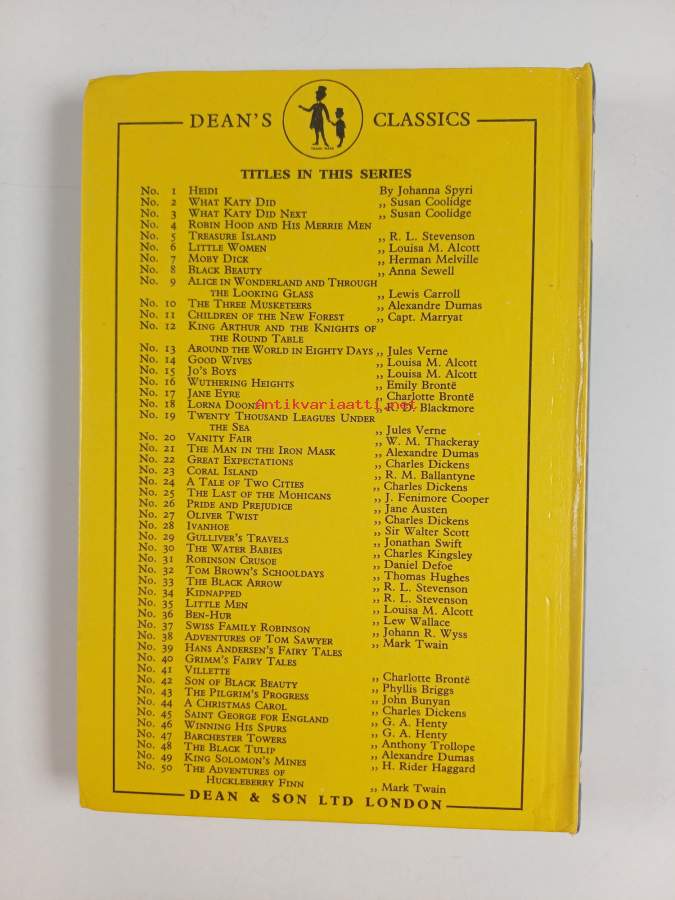 DEAN'S CLASSICS
TRADE MARK
TITLES IN THIS SERIES
No. 1 HEIDI By Johanna Spyri
No. 2 WHAT KATY DID ,, Susan Coolidge
No. 3 WHAT KATY DID NEXT ,, Susan Coolidge
No. 4 ROBIN HOOD AND HIS MERRIE MEN
No. 5 TREASURE ISLAND ,, R. L. Stevenson
No. 6 LITTLE WOMEN ,, Louisa M. Alcott
No. 7 MOBY DICK ,, Herman Melville
No. 8 BLACK BEAUTY ,, Anna Sewell
No. 9 ALICE IN WONDERLAND AND THROUGH
THE LOOKING GLASS ,, Lewis Carroll
No. 10 THE THREE MUSKETEERS ,, Alexandre Dumas
No. 11 CHILDREN OF THE NEW FOREST ,, Capt. Marryat
No. 12 KING ARTHUR AND THE KNIGHTS OF
THE ROUND TABLE
No. 13 AROUND THE WORLD IN EIGHTY DAYS ,, Jules Verne
No. 14 GOOD WIVES ,, Louisa M. Alcott
No. 15 JO'S BOYS ,, Louisa M. Alcott
No. 16 WUTHERING HEIGHTS ,, Emily Brontë
No. 17 JANE EYRE ,, Charlotte Brontë
No. 18 LORNA DOONE ,, R. D. Blackmore
Antikvariaatti.net
No. 19 TWENTY THOUSAND LEAGUES UNDER
THE SEA ,, Jules Verne
No. 20 VANITY FAIR ,, W. M. Thackeray
No. 21 THE MAN IN THE IRON MASK ,, Alexandre Dumas
No. 22 GREAT EXPECTATIONS ,, Charles Dickens
No. 23 CORAL ISLAND ,, R. M. Ballantyne
No. 24 A TALE OF TWO CITIES ,, Charles Dickens
No. 25 THE LAST OF THE MOHICANS ,, J. Fenimore Cooper
No. 26 PRIDE AND PREJUDICE ,, Jane Austen
No. 27 OLIVER TWIST ,, Charles Dickens
No. 28 IVANHOE ,, Sir Walter Scott
No. 29 GULLIVER'S TRAVELS ,, Jonathan Swift
No. 30 THE WATER BABIES ,, Charles Kingsley
No. 31 ROBINSON CRUSOE ,, Daniel Defoe
No. 32 TOM BROWN'S SCHOOLDAYS ,, Thomas Hughes
No. 33 THE BLACK ARROW ,, R. L. Stevenson
No. 34 KIDNAPPED ,, R. L. Stevenson
No. 35 LITTLE MEN ,, Louisa M. Alcott
No. 36 BEN-HUR ,, Lew Wallace
No. 37 SWISS FAMILY ROBINSON ,, Johann R. Wyss
No. 38 ADVENTURES OF TOM SAWYER ,, Mark Twain
No. 39 HANS ANDERSEN'S FAIRY TALES
No. 40 GRIMM'S FAIRY TALES
No. 41 VILLETTE ,, Charlotte Brontë
No. 42 SON OF BLACK BEAUTY ,, Phyllis Briggs
No. 43 THE PILGRIM'S PROGRESS ,, John Bunyan
No. 44 A CHRISTMAS CAROL ,, Charles Dickens
No. 45 SAINT GEORGE FOR ENGLAND ,, G. A. Henty
No. 46 WINNING HIS SPURS ,, G. A. Henty
No. 47 BARCHESTER TOWERS ,, Anthony Trollope
No. 48 THE BLACK TULIP ,, Alexandre Dumas
No. 49 KING SOLOMON'S MINES ,, H. Rider Haggard
No. 50 THE ADVENTURES OF
HUCKLEBERRY FINN ,, Mark Twain
DEAN & SON LTD LONDON